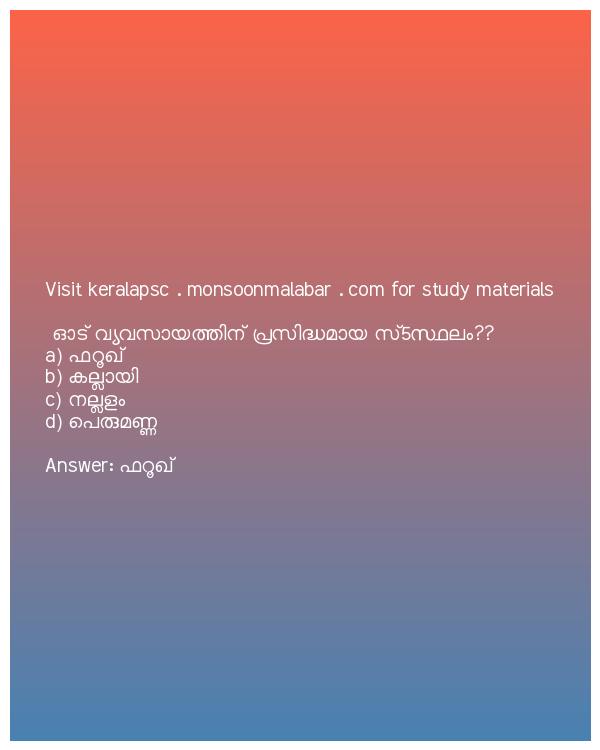 Visit keralapsc . monsoonmalabar . com for study materials
ഓട് വ്യവസായത്തിന് പ്രസിദ്ധമായ സ്5സ്ഥലം??
a) ഫറൂഖ്
b) കല്ലായി
c) നല്ലളം
d) പെരുമണ്ണ
Answer: ഫറൂഖ്